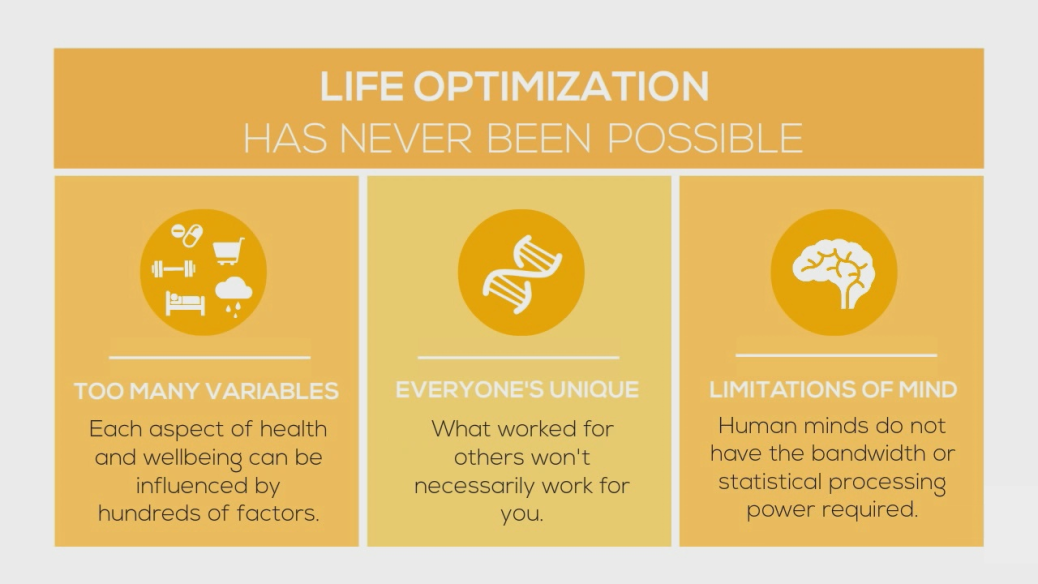 LIFE OPTIMIZATION
HAS NEVER BEEN POSSIBLE
TOO MANY VARIABLES
Each aspect of health
and wellbeing can be
influenced by
hundreds of factors.
EVERYONE'S UNIQUE
What worked for
others won't
necessarily work for
you.
LIMITATIONS OF MIND
Human minds do not
have the bandwidth or
statistical processing
power required.